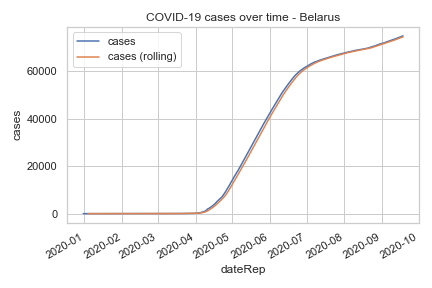 COVID-19 cases over time - Belarus
cases
cases (rolling)
60000
40000
20000
0
cases
2020-01
2020-02
2020-03
2020-04
2020-05
2020-06
2020-07
2020-08
2020-09
2020-10
dateRep